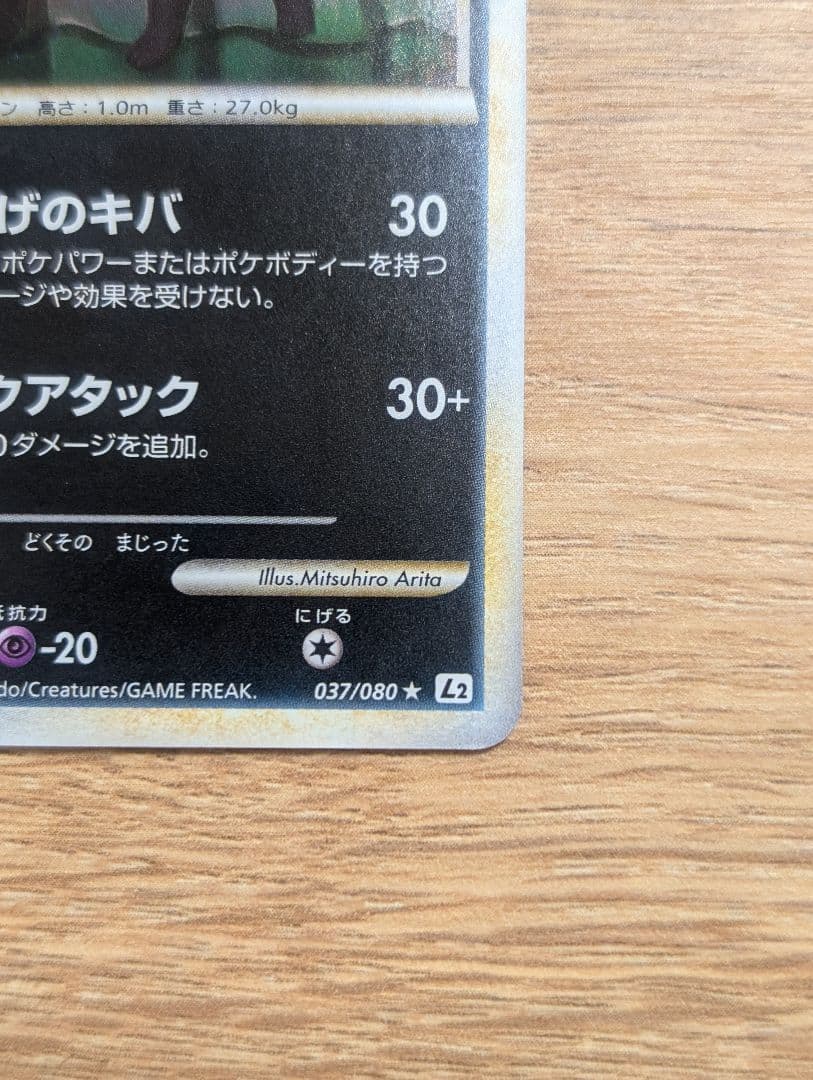 ン 高さ：1.0m 重さ：27.0kg
げのキバ 30
ポケパワーまたはポケボディーを持つ
ージや効果を受けない。
クアタック 30+
0ダメージを追加。
どくその まじった
Illus.Mitsuhiro Arita
抵抗力 にげる
-20
do/Creatures/GAME FREAK. 037/080 ★ L2